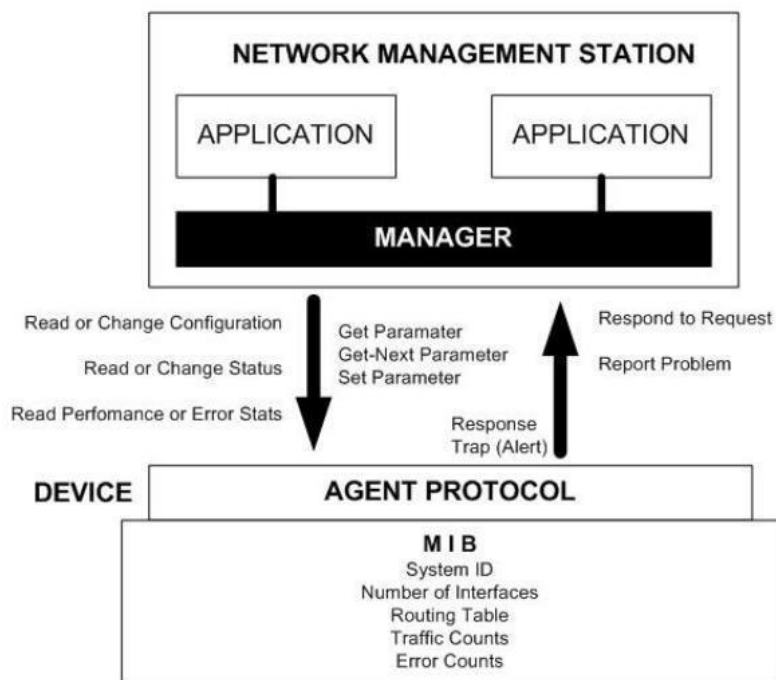 NETWORK MANAGEMENT STATION
APPLICATION
APPLICATION
MANAGER
Read or Change Configuration
Read or Change Status
Read Perfomance or Error Stats
Get Paramater
Get-Next Parameter
Set Parameter
Respond to Request
Report Problem
Response
Trap (Alert)
DEVICE
AGENT PROTOCOL
M I B
System ID
Number of Interfaces
Routing Table
Traffic Counts
Error Counts